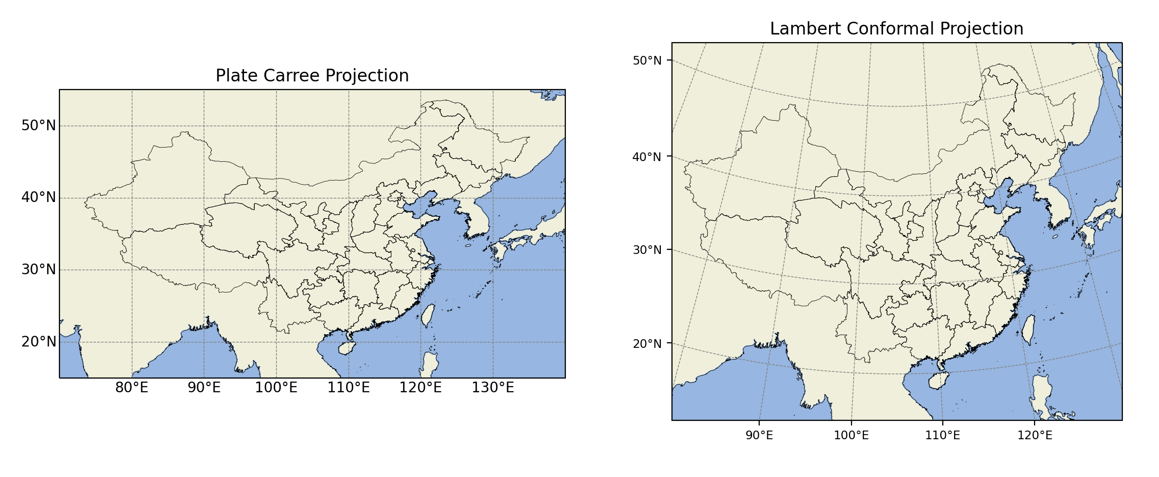 Plate Carree Projection
50°N
40°N
30°N
20°N
80°E 90°E 100°E 110°E 120°E 130°E
Lambert Conformal Projection
50°N
40°N
30°N
20°N
90°E 100°E 110°E 120°E